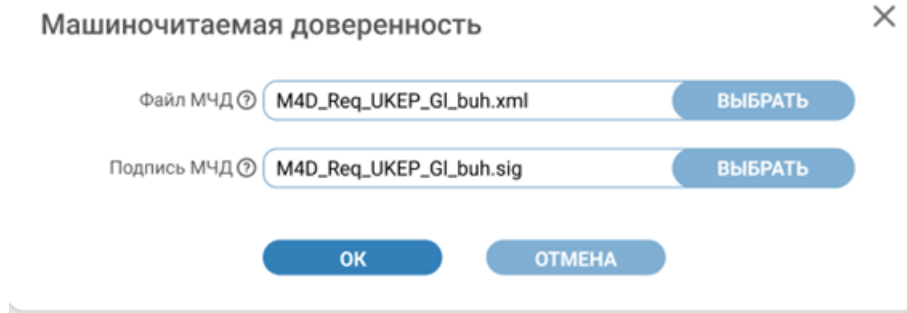 Машиночитаемая доверенность
Файл МЧД ? M4D_Req_UKEP_Gl_buh.xml ВЫБРАТЬ
Подпись МЧД ? M4D_Req_UKEP_Gl_buh.sig ВЫБРАТЬ
ОК ОТМЕНА